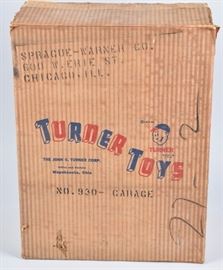 SPRAGUE-WARNER CO.
600 W. ERIE ST.
CHICAGO, ILL.
TURNER TOYS
TURNER
THE JOHN C. TURNER CORP.
Wapakoneta, Ohio
NO. 930- GARAGE